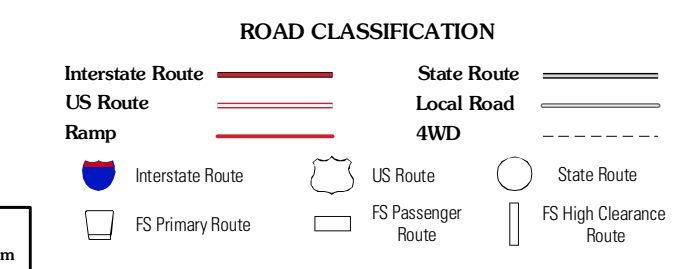 ROAD CLASSIFICATION
Interstate Route
State Route
US Route
Local Road
Ramp
4WD
Interstate Route
US Route
State Route
FS Primary Route
FS Passenger
Route
FS High Clearance
Route
m